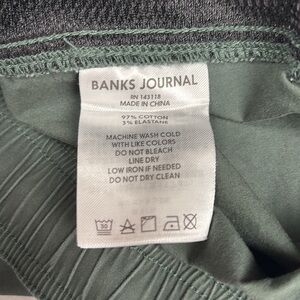 BANKS JOURNAL
RN 143118
MADE IN CHINA
97% COTTON
3% ELASTANE
MACHINE WASH COLD
WITH LIKE COLORS
DO NOT BLEACH
LINE DRY
LOW IRON IF NEEDED
DO NOT DRY CLEAN
30